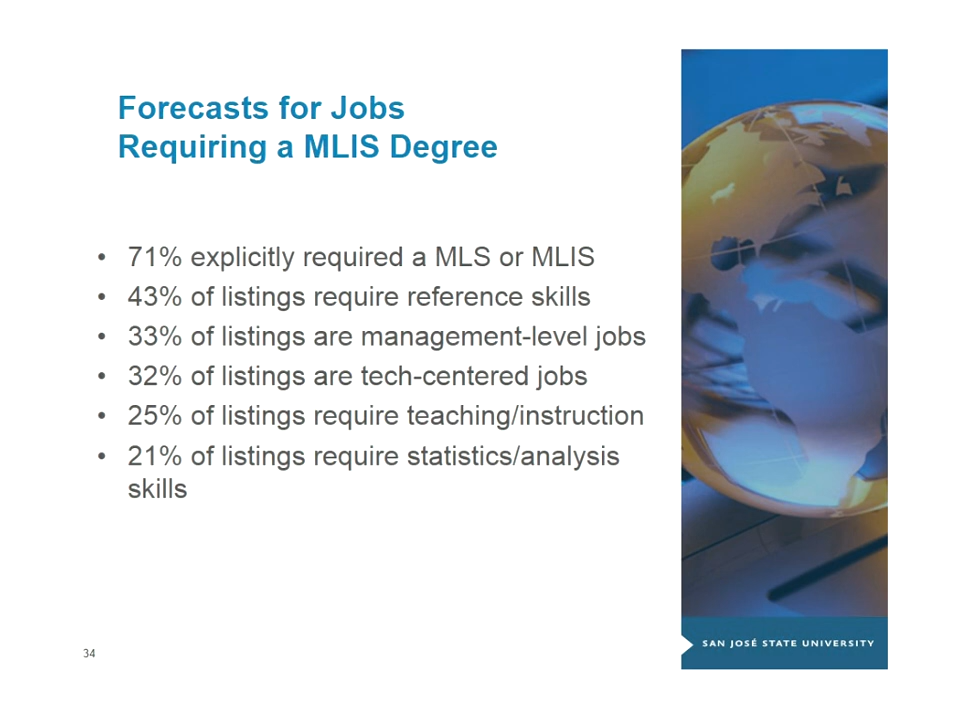 Forecasts for Jobs
Requiring a MLIS Degree
• 71% explicitly required a MLS or MLIS
• 43% of listings require reference skills
• 33% of listings are management-level jobs
• 32% of listings are tech-centered jobs
• 25% of listings require teaching/instruction
• 21% of listings require statistics/analysis
skills
34
SAN JOSÉ STATE UNIVERSITY